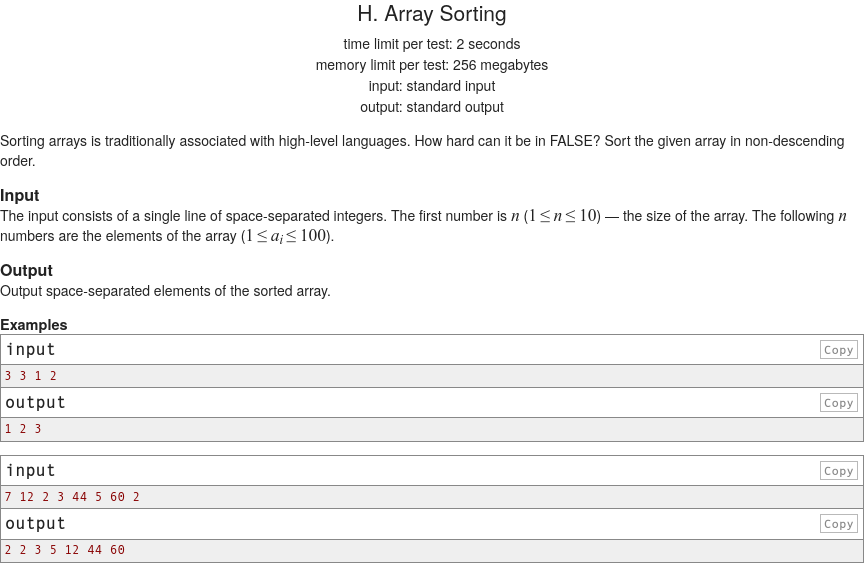 H. Array Sorting
time limit per test: 2 seconds
memory limit per test: 256 megabytes
input: standard input
output: standard output
Sorting arrays is traditionally associated with high-level languages. How hard can it be in FALSE? Sort the given array in non-descending
order.
Input
The input consists of a single line of space-separated integers. The first number is n (1 ≤ n ≤ 10) — the size of the array. The following n
numbers are the elements of the array (1 ≤ a_i ≤ 100).
Output
Output space-separated elements of the sorted array.
Examples
input Copy
3 3 1 2
output Copy
1 2 3
input Copy
7 12 2 3 44 5 60 2
output Copy
2 2 3 5 12 44 60